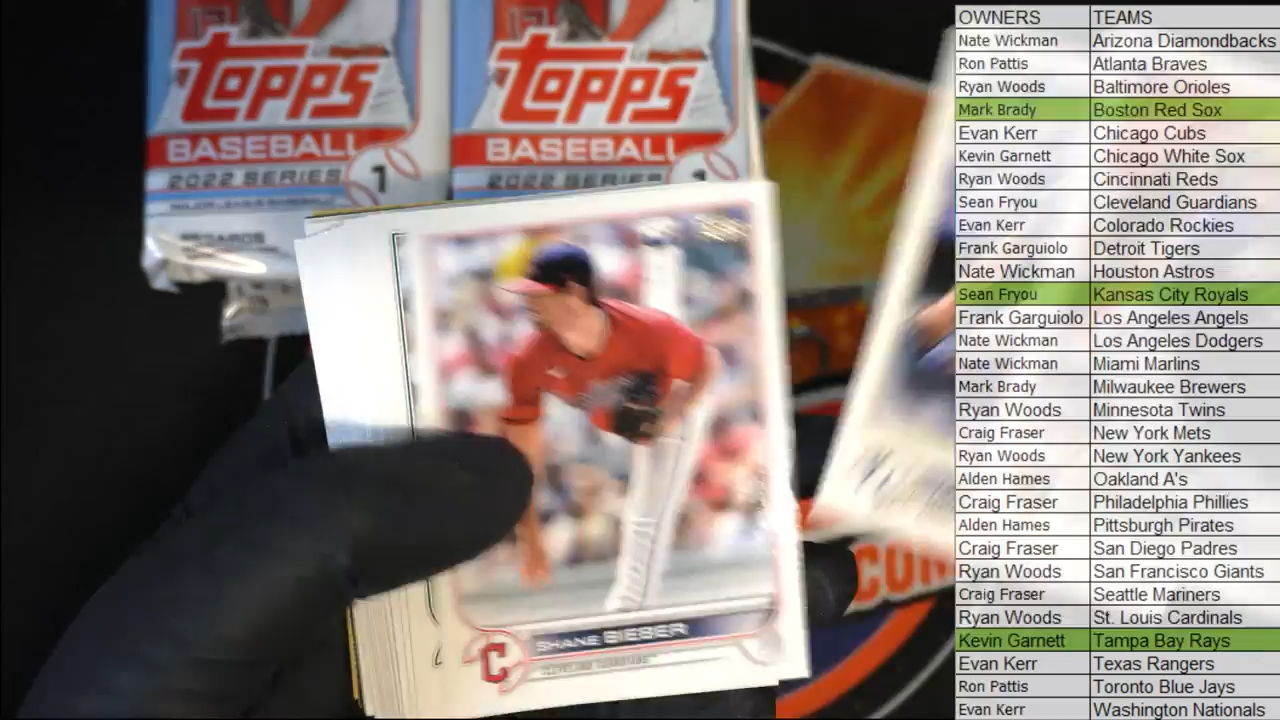 topps
BASEBALL
2022 SERIES 1
MAJOR LEAGUE BASEBALL
CARDS
topps
BASEBALL
2022 SERIES 1
SHANE BIEBER
C
CON
OWNERS TEAMS
Nate Wickman Arizona Diamondbacks
Ron Pattis Atlanta Braves
Ryan Woods Baltimore Orioles
Mark Brady Boston Red Sox
Evan Kerr Chicago Cubs
Kevin Garnett Chicago White Sox
Ryan Woods Cincinnati Reds
Sean Fryou Cleveland Guardians
Evan Kerr Colorado Rockies
Frank Garguiolo Detroit Tigers
Nate Wickman Houston Astros
Sean Fryou Kansas City Royals
Frank Garguiolo Los Angeles Angels
Nate Wickman Los Angeles Dodgers
Nate Wickman Miami Marlins
Mark Brady Milwaukee Brewers
Ryan Woods Minnesota Twins
Craig Fraser New York Mets
Ryan Woods New York Yankees
Alden Hames Oakland A's
Craig Fraser Philadelphia Phillies
Alden Hames Pittsburgh Pirates
Craig Fraser San Diego Padres
Ryan Woods San Francisco Giants
Craig Fraser Seattle Mariners
Ryan Woods St. Louis Cardinals
Kevin Garnett Tampa Bay Rays
Evan Kerr Texas Rangers
Ron Pattis Toronto Blue Jays
Evan Kerr Washington Nationals